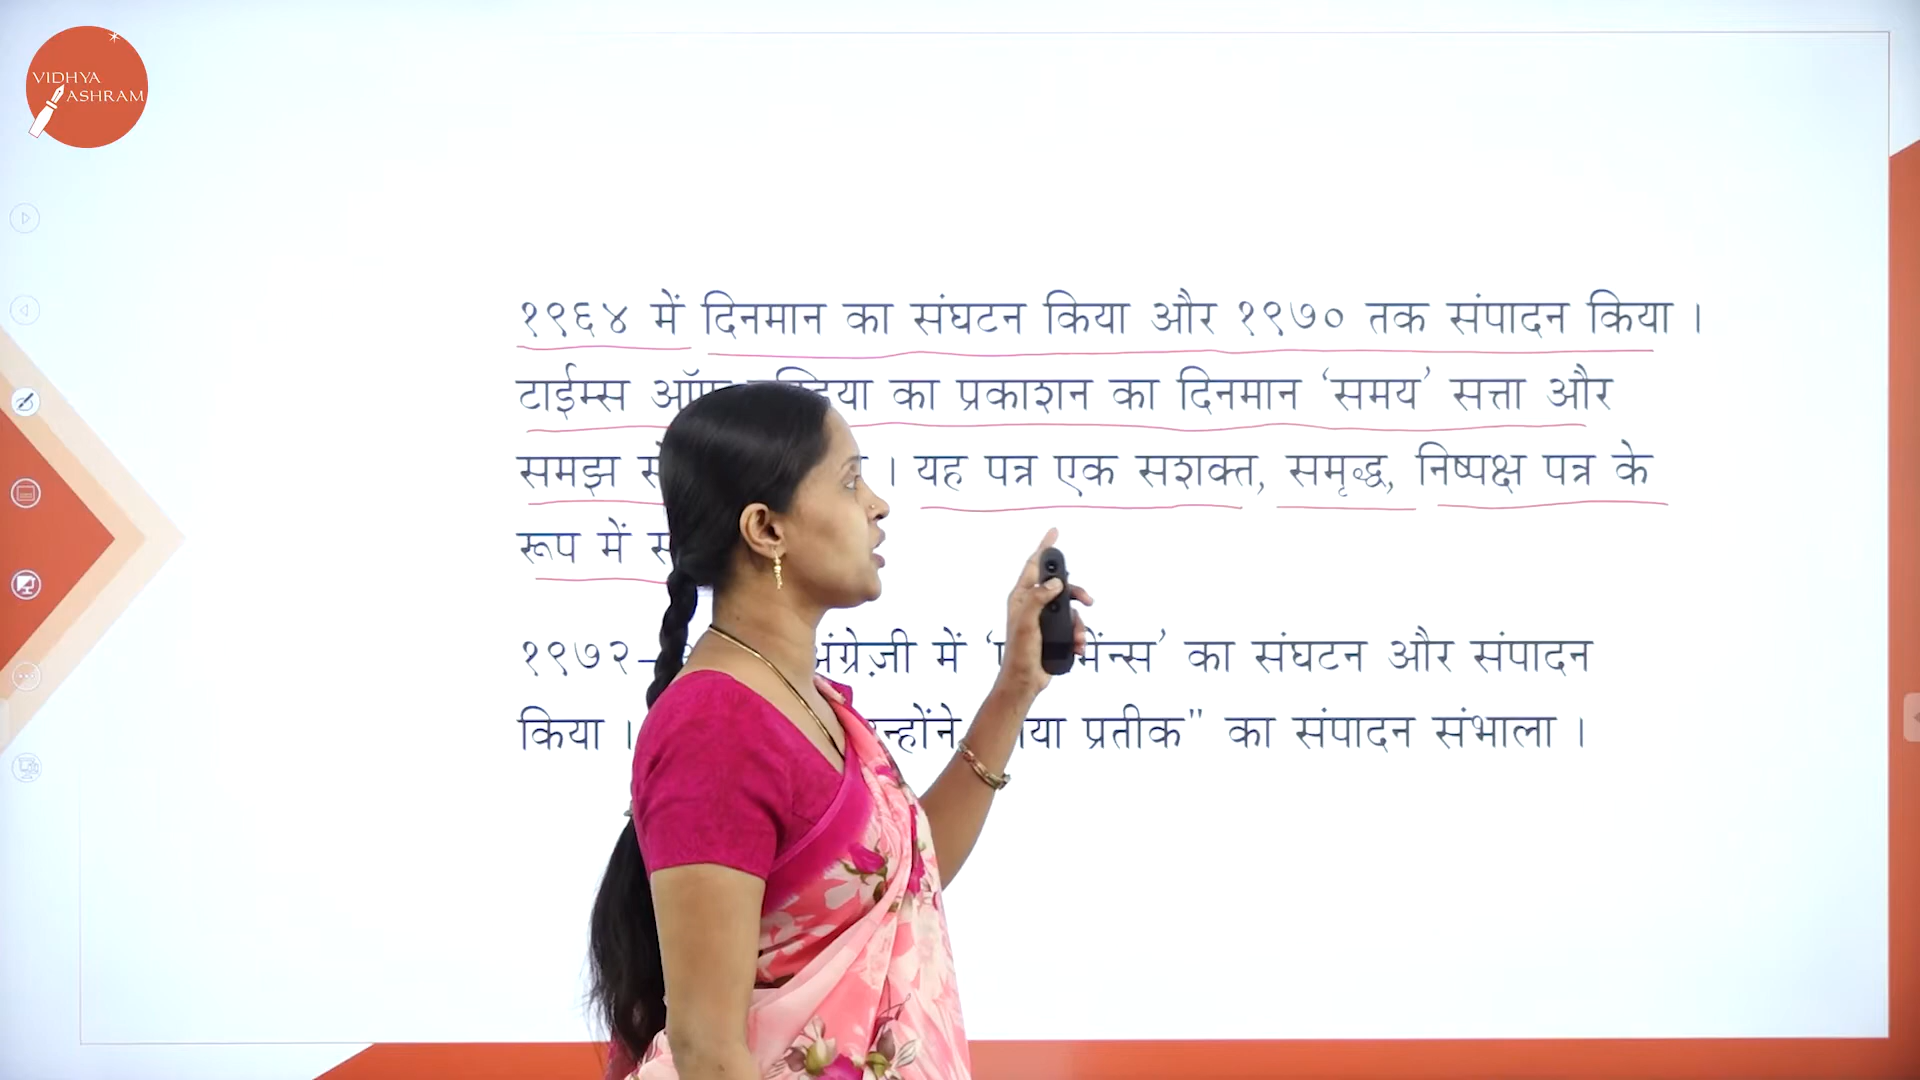 VIDHYA
ASHRAM
१९६४ में दिनमान का संघटन किया और १९७० तक संपादन किया ।
टाईम्स का प्रकाशन का दिनमान ‘समय’ सत्ता और
समझ । यह पत्र एक सशक्त, समृद्ध, निष्पक्ष पत्र के
रूप में
१९७२– अंग्रेज़ी में का संघटन और संपादन
किया । प्रतीक" का संपादन संभाला ।